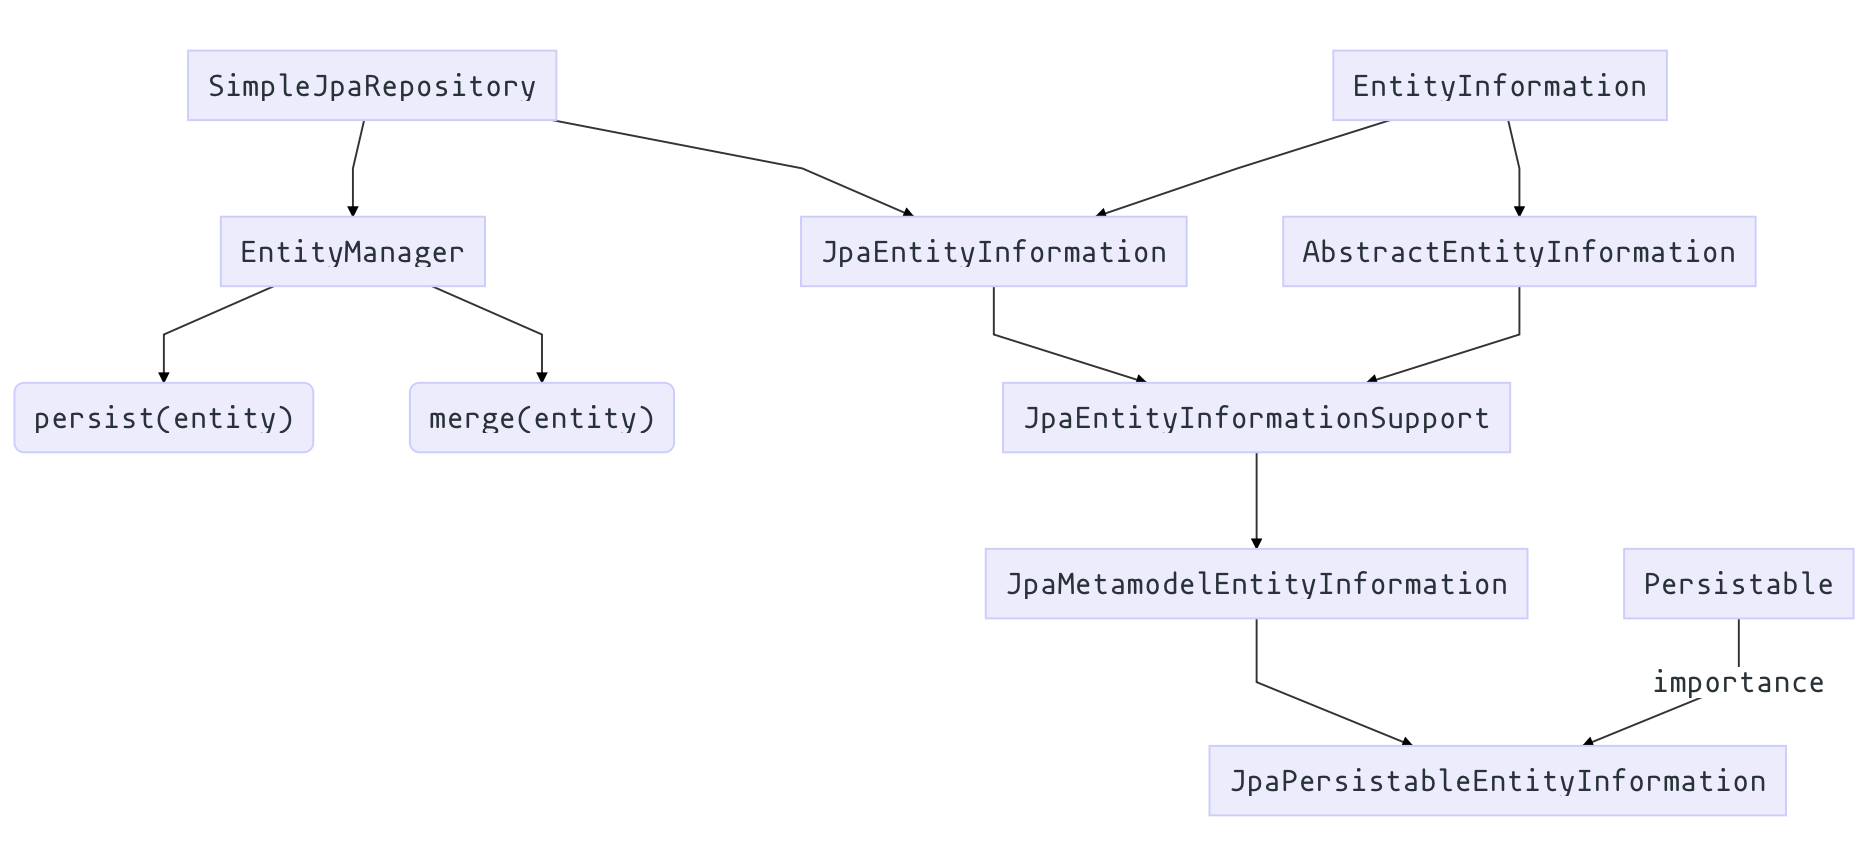 SimpleJpaRepository
EntityInformation
EntityManager
JpaEntityInformation
AbstractEntityInformation
persist(entity)
merge(entity)
JpaEntityInformationSupport
JpaMetamodelEntityInformation
Persistable
importance
JpaPersistableEntityInformation